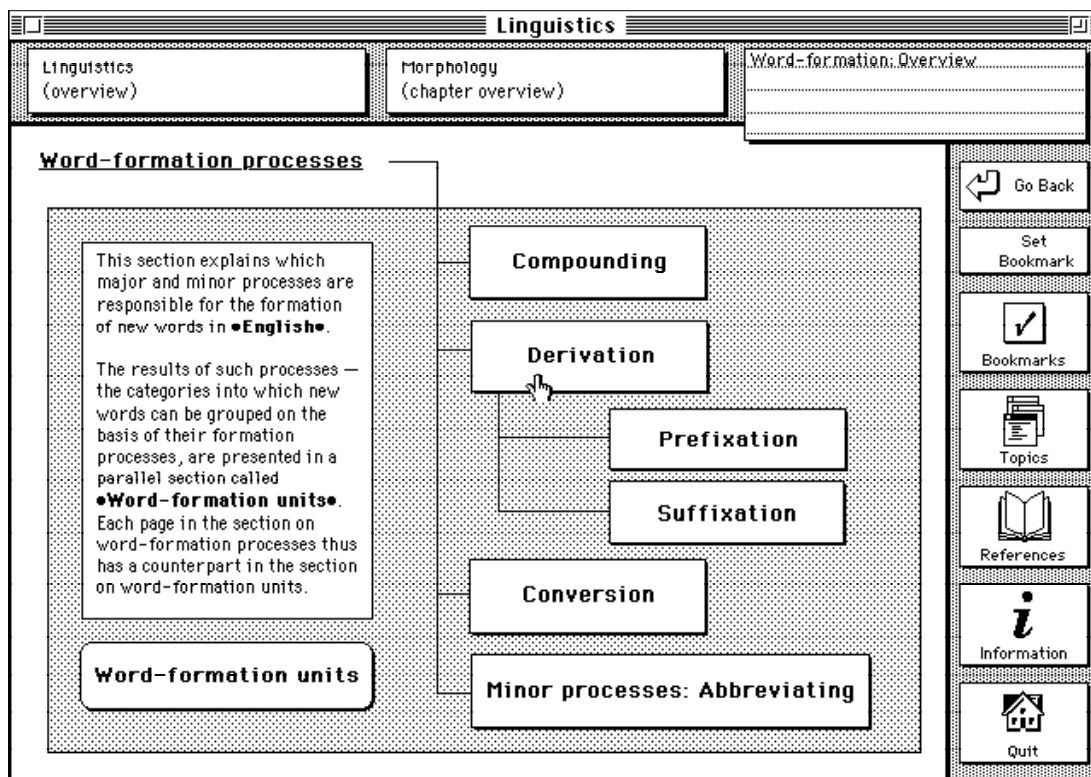 Linguistics
Linguistics
(overview)
Morphology
(chapter overview)
Word-formation: Overview
Word-formation processes
This section explains which
major and minor processes are
responsible for the formation
of new words in •English•.
The results of such processes —
the categories into which new
words can be grouped on the
basis of their formation
processes, are presented in a
parallel section called
•Word-formation units•.
Each page in the section on
word-formation processes thus
has a counterpart in the section
on word-formation units.
Word-formation units
Compounding
Derivation
Prefixation
Suffixation
Conversion
Minor processes: Abbreviating
Go Back
Set
Bookmark
Bookmarks
Topics
References
Information
Quit